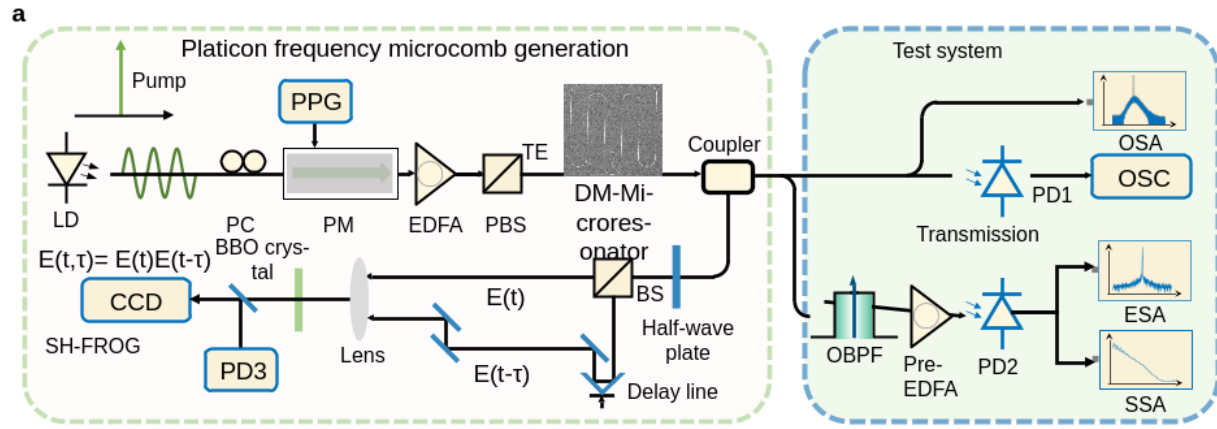 a
Platicon frequency microcomb generation
Test system
Pump
PPG
TE
Coupler
OSA
LD
PC
PM
EDFA
PBS
DM-Mi-
crores-
onator
PD1
OSC
Transmission
BBO crys-
tal
E(t,τ)= E(t)E(t-τ)
CCD
SH-FROG
PD3
Lens
E(t)
BS
Half-wave
plate
E(t-τ)
Delay line
OBPF
Pre-
EDFA
PD2
ESA
SSA